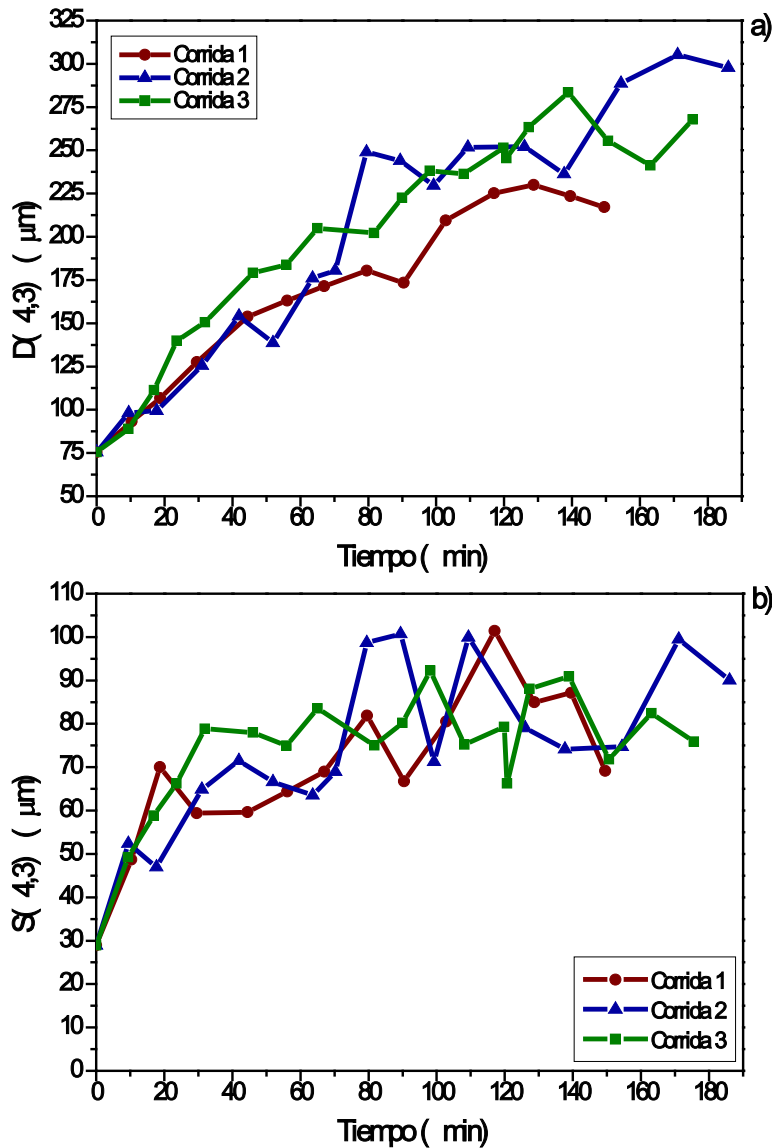 a)
325
300
275
250
225
200
175
150
125
100
75
50
D( 4,3) ( μm)
Corrida 1
Corrida 2
Corrida 3
0 20 40 60 80 100 120 140 160 180
Tiempo( min)
b)
110
100
90
80
70
60
50
40
30
20
10
0
S( 4,3) ( μm)
Corrida 1
Corrida 2
Corrida 3
0 20 40 60 80 100 120 140 160 180
Tiempo( min)